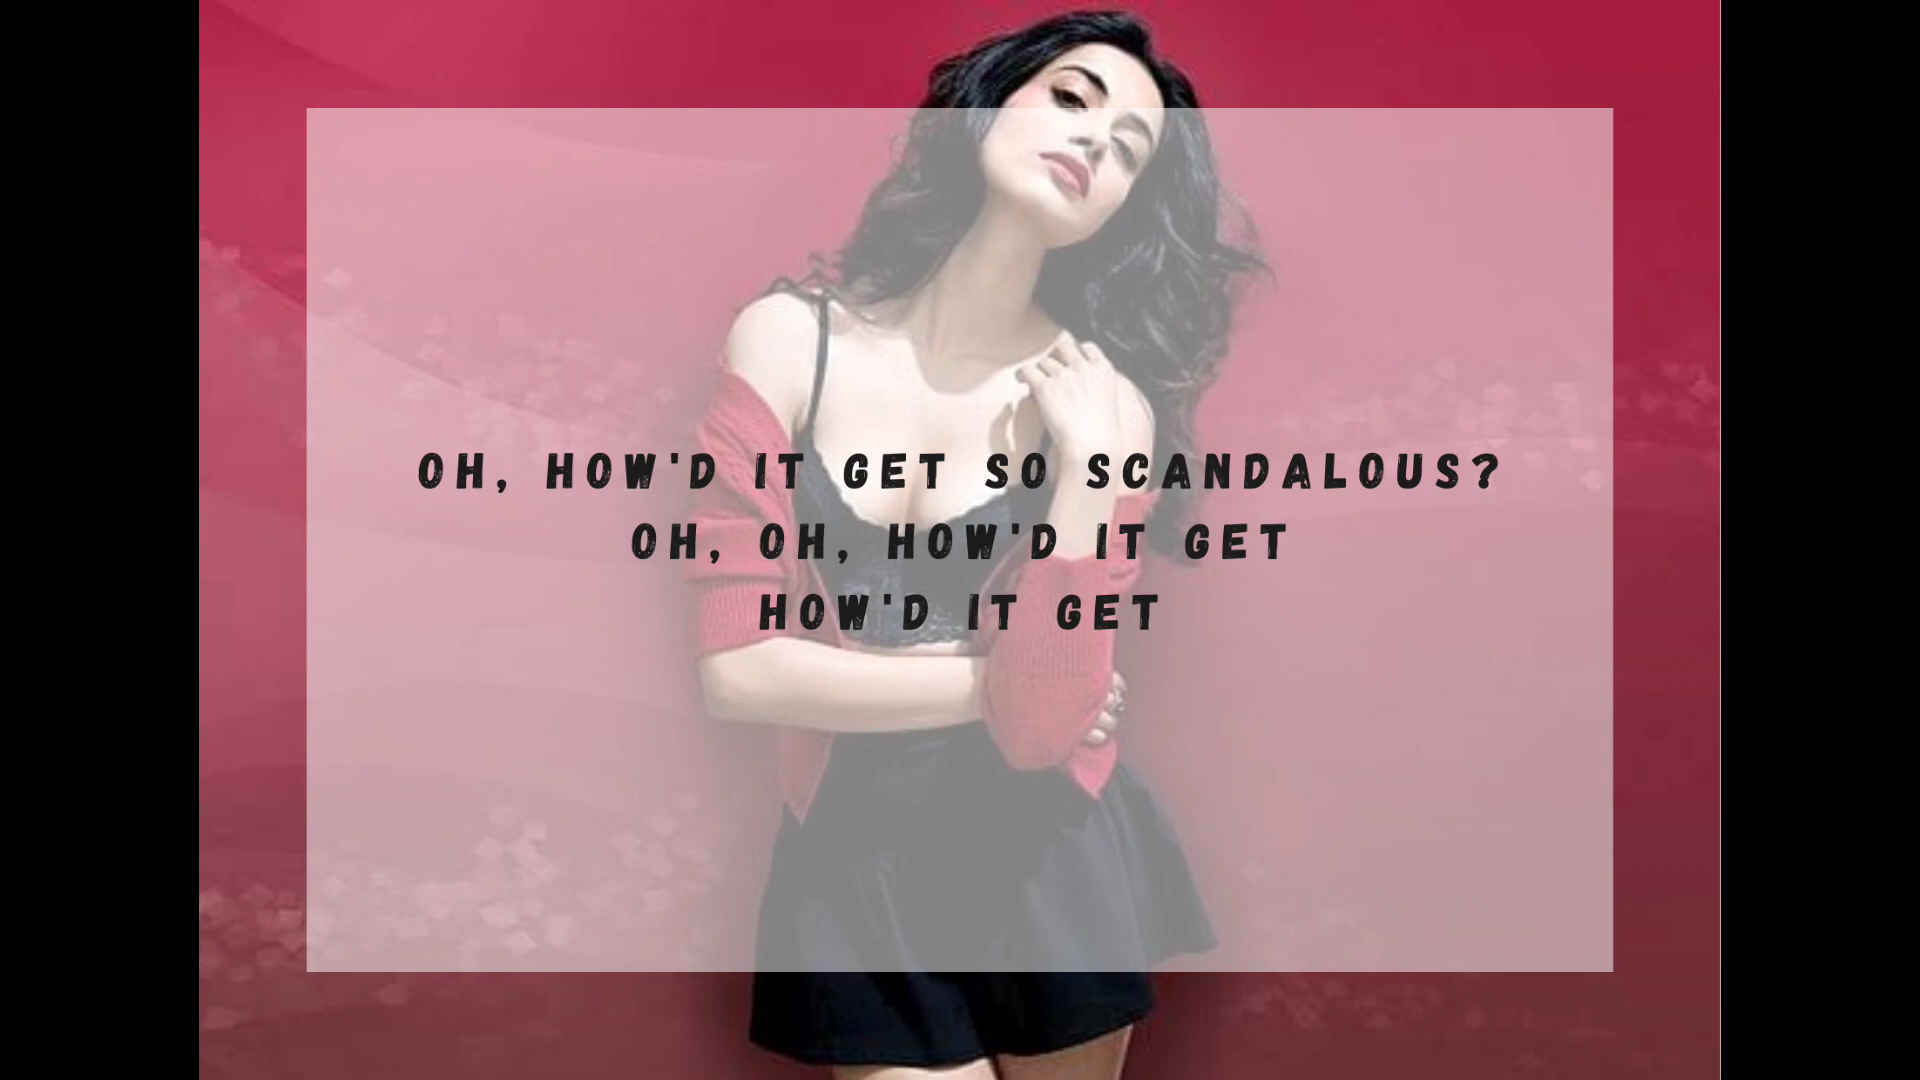 OH, HOW'D IT GET SO SCANDALOUS?
OH, OH, HOW'D IT GET
HOW'D IT GET